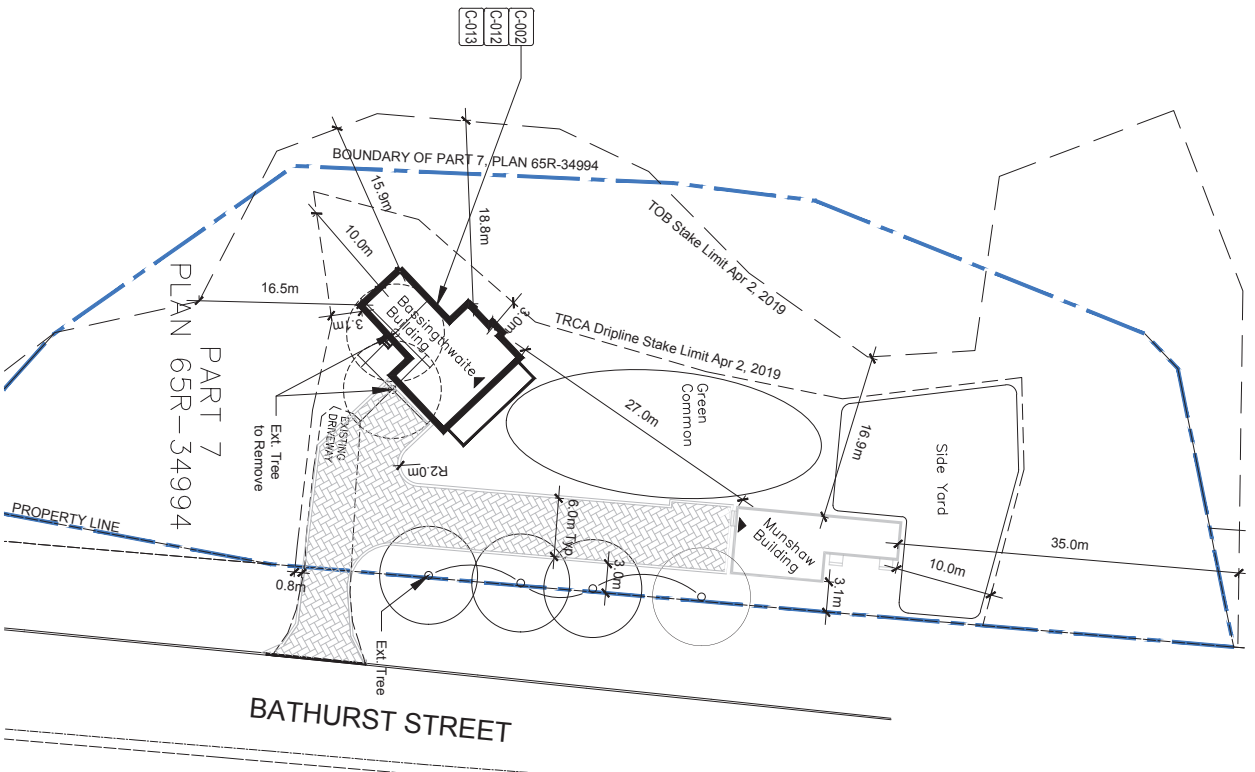 C-002
C-012
C-013
BOUNDARY OF PART 7, PLAN 65R-34994
15.9m
18.8m
10.0m
TOB Stake Limit Apr 2, 2019
16.5m
3.1m
3.0m
Bassingthwaite
Building
TRCA Dripline Stake Limit Apr 2, 2019
PART 7
PLAN 65R-34994
27.0m
Green
Common
16.9m
Side Yard
EXISTING
DRIVEWAY
Ext. Tree
to Remove
R2.0m
6.0m Typ.
3.0m
Munshaw
Building
35.0m
10.0m
3.1m
PROPERTY LINE
0.8m
Ext. Tree
BATHURST STREET